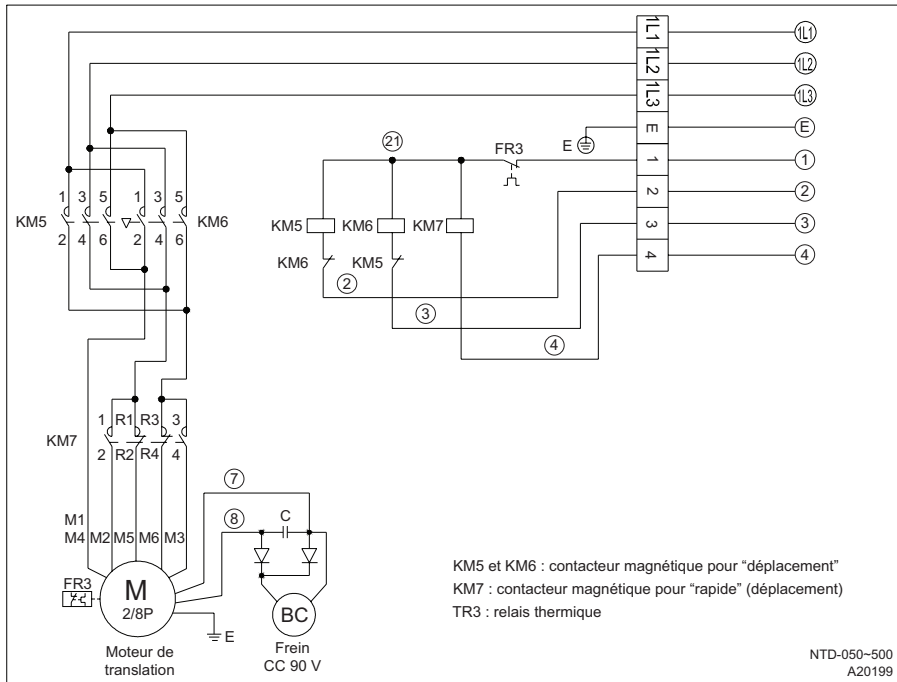 1L1 1L1
1L2 1L2
1L3 1L3
E E E
21 FR3 1 1
2 2
3 3
4 4
1 3 5 1 3 5
KM5 KM6
2 4 6 2 4 6
KM5 KM6 KM7
KM6 KM5
2
3
4
1 R1 R3 3
KM7
2 R2 R4 4
7
8 C
M1
M4 M2 M5 M6 M3
FR3
M
2/8P
E
BC
Moteur de
translation
Frein
CC 90 V
KM5 et KM6 : contacteur magnétique pour “déplacement”
KM7 : contacteur magnétique pour “rapide” (déplacement)
TR3 : relais thermique
NTD-050~500
A20199